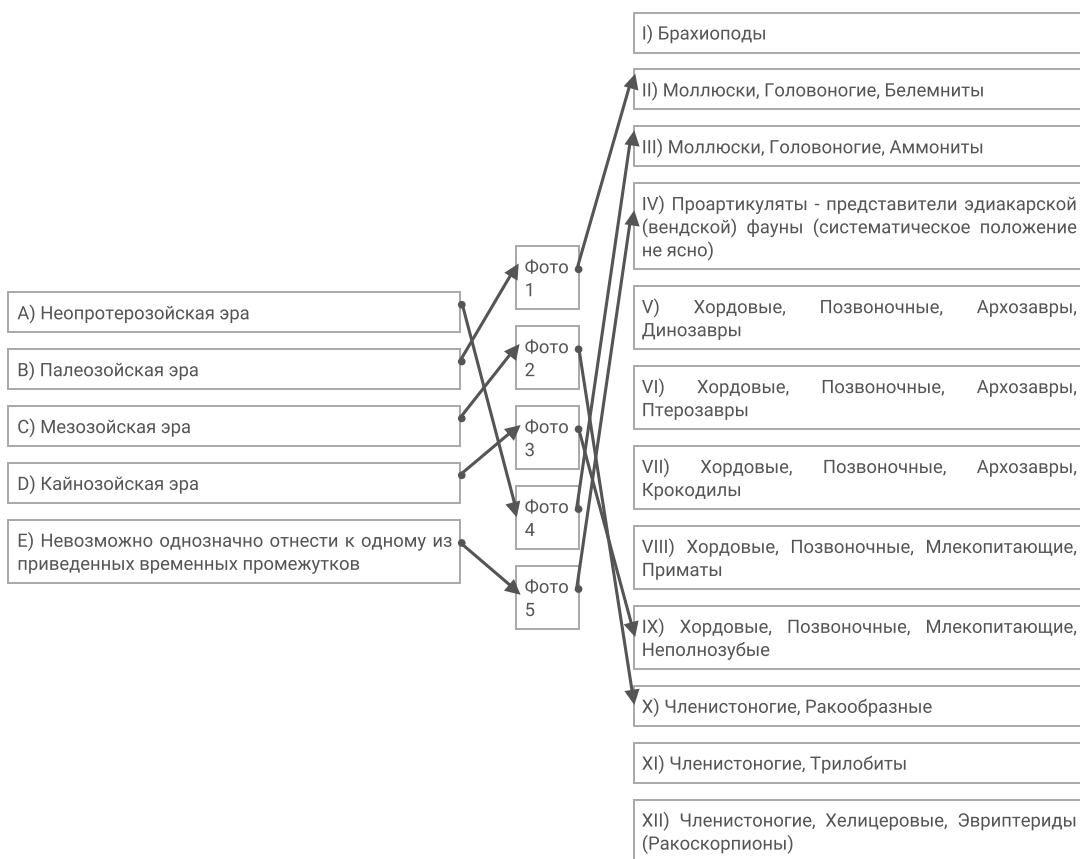 A) Неопротерозойская эра
B) Палеозойская эра
C) Мезозойская эра
D) Кайнозойская эра
E) Невозможно однозначно отнести к одному из
приведенных временных промежутков
Фото
1
Фото
2
Фото
3
Фото
4
Фото
5
I) Брахиоподы
II) Моллюски, Головоногие, Белемниты
III) Моллюски, Головоногие, Аммониты
IV) Проартикуляты - представители эдиакарской
(вендской) фауны (систематическое положение
не ясно)
V) Хордовые, Позвоночные, Архозавры,
Динозавры
VI) Хордовые, Позвоночные, Архозавры,
Птерозавры
VII) Хордовые, Позвоночные, Архозавры,
Крокодилы
VIII) Хордовые, Позвоночные, Млекопитающие,
Приматы
IX) Хордовые, Позвоночные, Млекопитающие,
Неполнозубые
X) Членистоногие, Ракообразные
XI) Членистоногие, Трилобиты
XII) Членистоногие, Хелицеровые, Эвриптериды
(Ракоскорпионы)